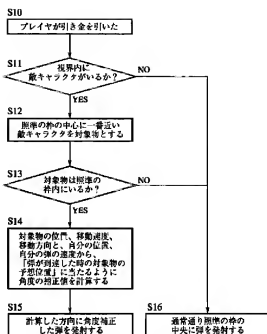 S10
プレイヤが引き金を引いた
S11
視界内に
敵キャラクタがいるか？
NO
YES
S12
照準の枠の中心に一番近い
敵キャラクタを対象物とする
S13
対象物は照準の
枠内にいるか？
NO
YES
S14
対象物の位置、移動速度、
移動方向と、自分の位置、
自分の弾の速度から、
「弾が到達した時の対象物の
予想位置」に当たるように
角度の補正値を計算する
S15
計算した方向に角度補正
した弾を発射する
S16
通常通り照準の枠の
中央に弾を発射する